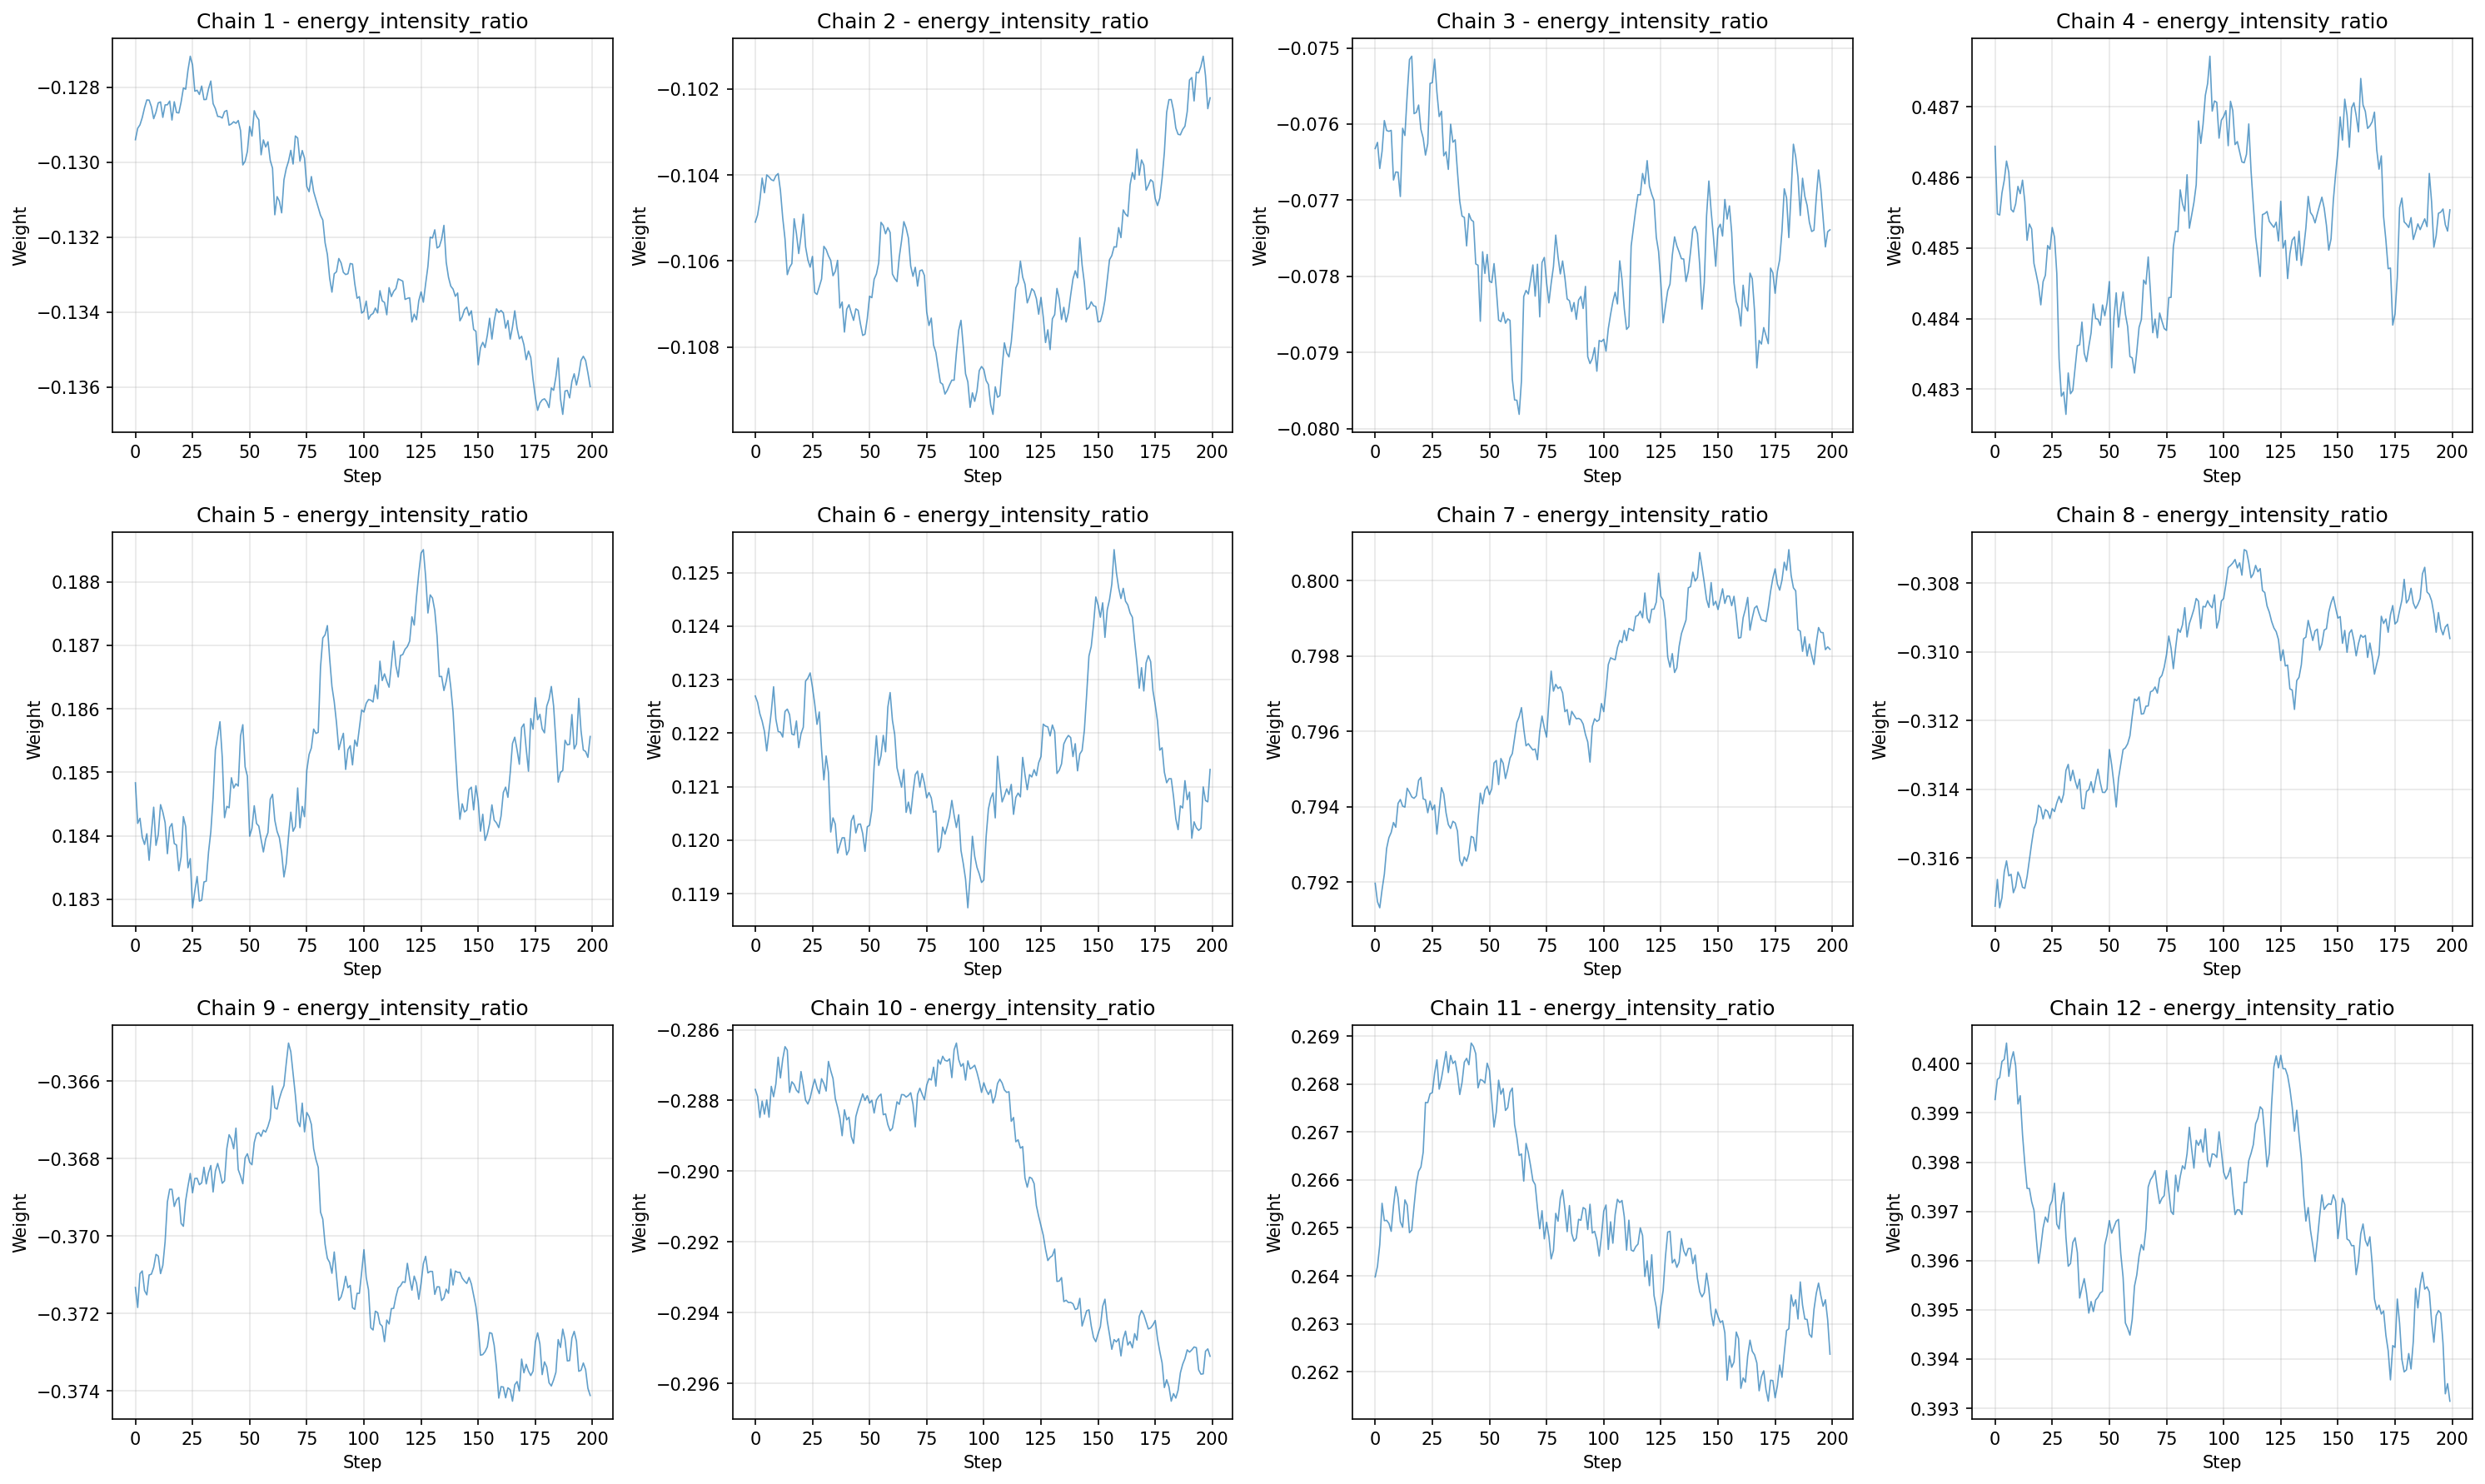 Chain 1 - energy_intensity_ratio
Weight
−0.128
−0.130
−0.132
−0.134
−0.136
0 25 50 75 100 125 150 175 200
Step
Chain 2 - energy_intensity_ratio
Weight
−0.102
−0.104
−0.106
−0.108
0 25 50 75 100 125 150 175 200
Step
Chain 3 - energy_intensity_ratio
Weight
−0.075
−0.076
−0.077
−0.078
−0.079
−0.080
0 25 50 75 100 125 150 175 200
Step
Chain 4 - energy_intensity_ratio
Weight
0.487
0.486
0.485
0.484
0.483
0 25 50 75 100 125 150 175 200
Step
Chain 5 - energy_intensity_ratio
Weight
0.188
0.187
0.186
0.185
0.184
0.183
0 25 50 75 100 125 150 175 200
Step
Chain 6 - energy_intensity_ratio
Weight
0.125
0.124
0.123
0.122
0.121
0.120
0.119
0 25 50 75 100 125 150 175 200
Step
Chain 7 - energy_intensity_ratio
Weight
0.800
0.798
0.796
0.794
0.792
0 25 50 75 100 125 150 175 200
Step
Chain 8 - energy_intensity_ratio
Weight
−0.308
−0.310
−0.312
−0.314
−0.316
0 25 50 75 100 125 150 175 200
Step
Chain 9 - energy_intensity_ratio
Weight
−0.366
−0.368
−0.370
−0.372
−0.374
0 25 50 75 100 125 150 175 200
Step
Chain 10 - energy_intensity_ratio
Weight
−0.286
−0.288
−0.290
−0.292
−0.294
−0.296
0 25 50 75 100 125 150 175 200
Step
Chain 11 - energy_intensity_ratio
Weight
0.269
0.268
0.267
0.266
0.265
0.264
0.263
0.262
0 25 50 75 100 125 150 175 200
Step
Chain 12 - energy_intensity_ratio
Weight
0.400
0.399
0.398
0.397
0.396
0.395
0.394
0.393
0 25 50 75 100 125 150 175 200
Step